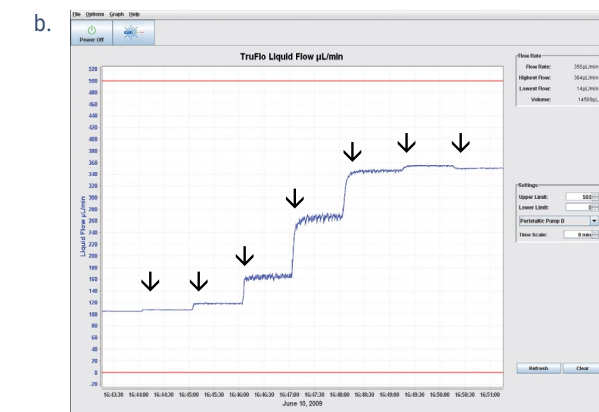 b.
File Options Graph Help
Power Off
TruFlo Liquid Flow µL/min
Liquid Flow µL/min
520
500
480
460
440
420
400
380
360
340
320
300
280
260
240
220
200
180
160
140
120
100
80
60
40
20
0
-20
16:43:30 16:44:00 16:44:30 16:45:00 16:45:30 16:46:00 16:46:30 16:47:00 16:47:30 16:48:00 16:48:30 16:49:00 16:49:30 16:50:00 16:50:30 16:51:00
June 10, 2009
Flow Rate
Flow Rate: 350µL/min
Highest Flow: 364µL/min
Lowest Flow: 14µL/min
Volume: 14509µL
Settings
Upper Limit: 500
Lower Limit: 0
Peristaltic Pump D
Time Scale: 8 min
Refresh Clear